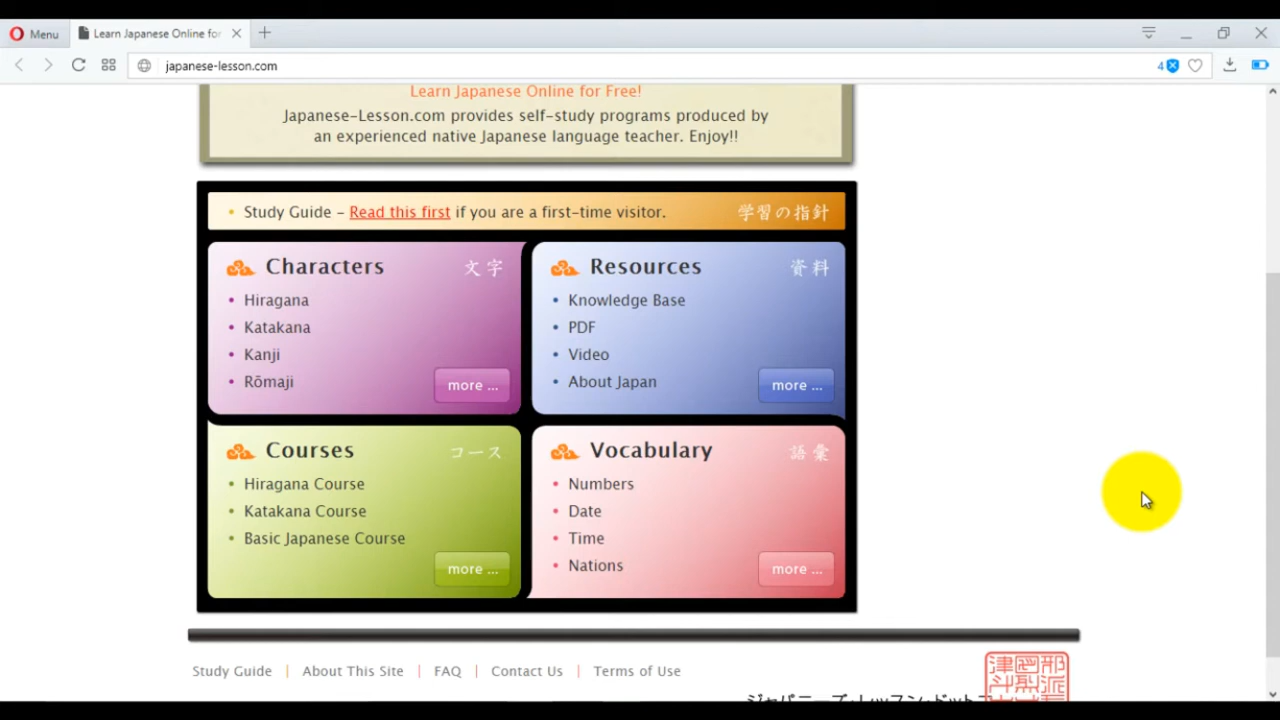 Menu
Learn Japanese Online for
japanese-lesson.com
4
Learn Japanese Online for Free!
Japanese-Lesson.com provides self-study programs produced by
an experienced native Japanese language teacher. Enjoy!!
• Study Guide – Read this first if you are a first-time visitor. 学習の指針
Characters 文字
• Hiragana
• Katakana
• Kanji
• Rōmaji
more ...
Resources 資料
• Knowledge Base
• PDF
• Video
• About Japan
more ...
Courses コース
• Hiragana Course
• Katakana Course
• Basic Japanese Course
more ...
Vocabulary 語彙
• Numbers
• Date
• Time
• Nations
more ...
Study Guide | About This Site | FAQ | Contact Us | Terms of Use